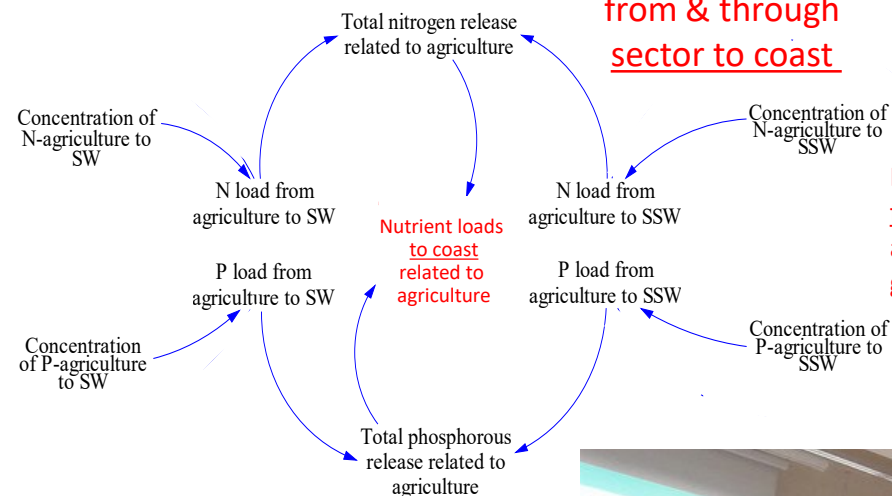 from & through
sector to coast
Total nitrogen release
related to agriculture
Concentration of
N-agriculture to
SW
Concentration of
N-agriculture to
SSW
N load from
agriculture to SW
N load from
agriculture to SSW
Nutrient loads
to coast
related to
agriculture
P load from
agriculture to SW
P load from
agriculture to SSW
Concentration
of P-agriculture
to SW
Concentration of
P-agriculture to
SSW
Total phosphorous
release related to
agriculture